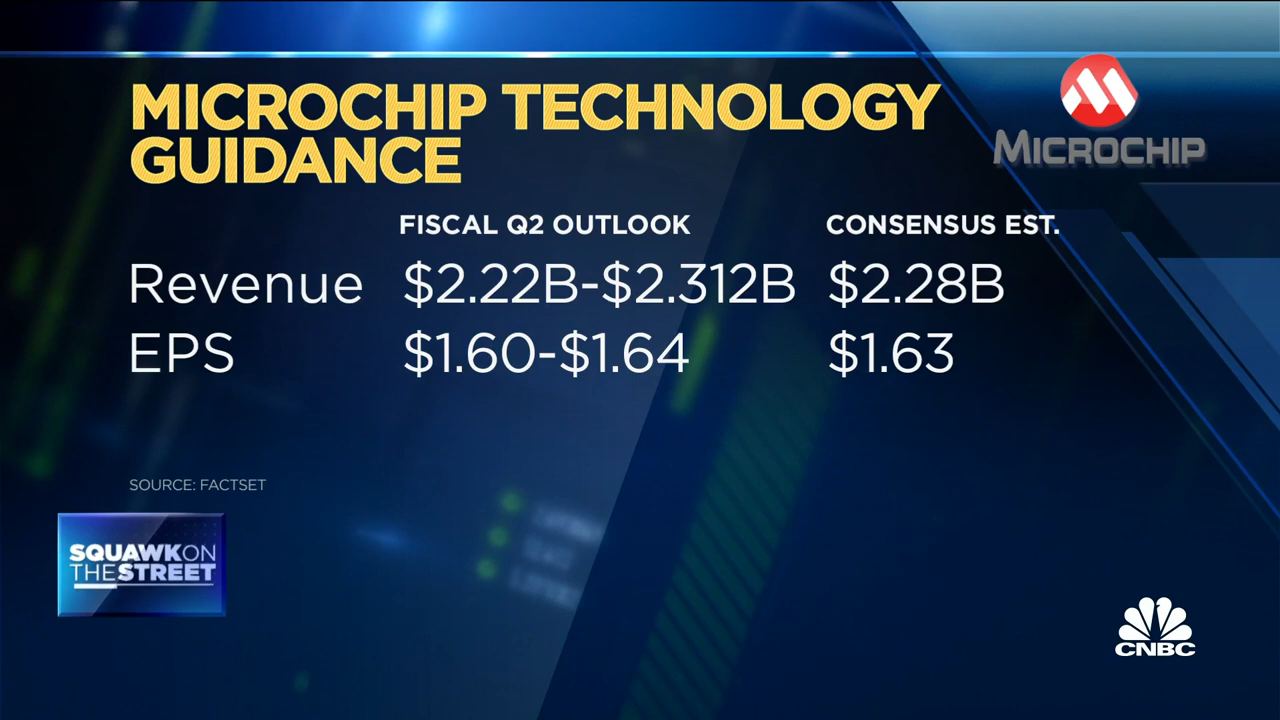 MICROCHIP TECHNOLOGY
GUIDANCE
MICROCHIP
FISCAL Q2 OUTLOOK CONSENSUS EST.
Revenue $2.22B-$2.312B $2.28B
EPS $1.60-$1.64 $1.63
SOURCE: FACTSET
SQUAWK ON
THE STREET
CNBC